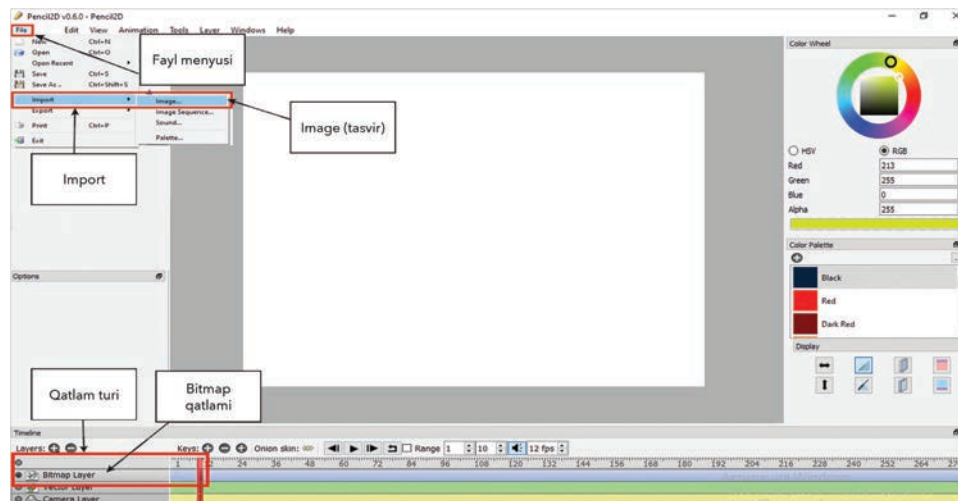 Pencil2D v0.6.0 - Pencil2D
File Edit View Animation Tools Layer Windows Help
New Ctrl+N
Open Ctrl+O
Open Recent
Save Ctrl+S
Save As.. Ctrl+Shift+S
Import
Export
Print Ctrl+P
Exit
Image...
Image Sequence...
Sound...
Palette...
Fayl menyusi
Image (tasvir)
Import
Color Wheel
HSV RGB
Red 213
Green 255
Blue 0
Alpha 255
Color Palette
Black
Red
Dark Red
Display
Options
Qatlam turi
Bitmap
qatlami
Timeline
Layers: Keys: Onion skin: Range 1 10 12 fps
1 12 24 36 48 60 72 84 96 108 120 132 144 156 168 180 192 204 216 228 240 252 264
Bitmap Layer
Vector Layer
Camera Layer